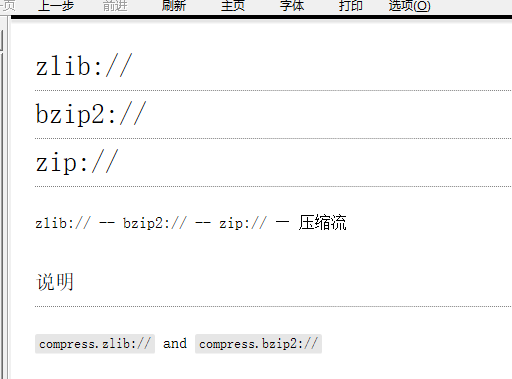 一页 上一步 前进 刷新 主页 字体 打印 选项(O)
zlib://
bzip2://
zip://
zlib:// -- bzip2:// -- zip:// — 压缩流
说明
compress.zlib:// and compress.bzip2://